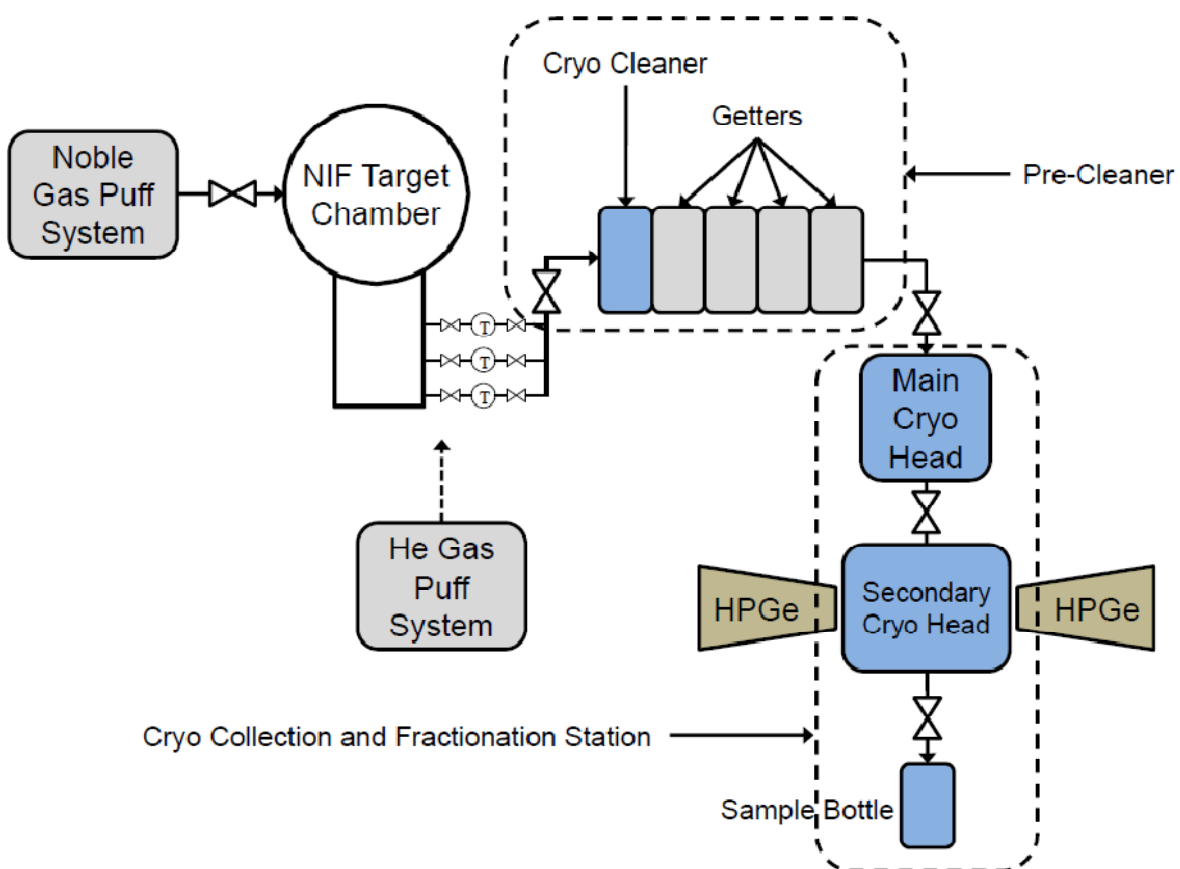 Cryo Cleaner
Getters
Noble
Gas Puff
System
NIF Target
Chamber
Pre-Cleaner
T
T
T
Main
Cryo
Head
He Gas
Puff
System
HPGe
Secondary
Cryo Head
HPGe
Cryo Collection and Fractionation Station
Sample Bottle